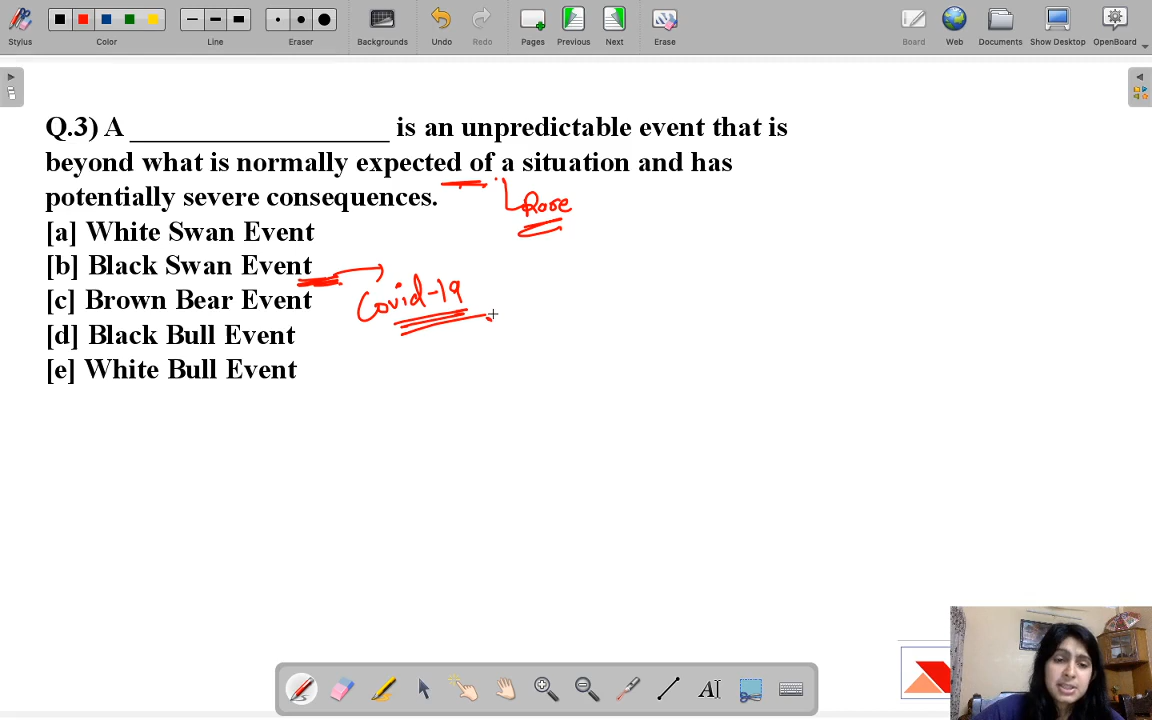 Stylus
Color
Line
Eraser
Backgrounds
Undo
Redo
Pages
Previous
Next
Erase
Board
Web
Documents
Show Desktop
OpenBoard
Q.3) A ___________________ is an unpredictable event that is
beyond what is normally expected of a situation and has
potentially severe consequences.
Rare
[a] White Swan Event
[b] Black Swan Event
Covid-19
[c] Brown Bear Event
[d] Black Bull Event
[e] White Bull Event